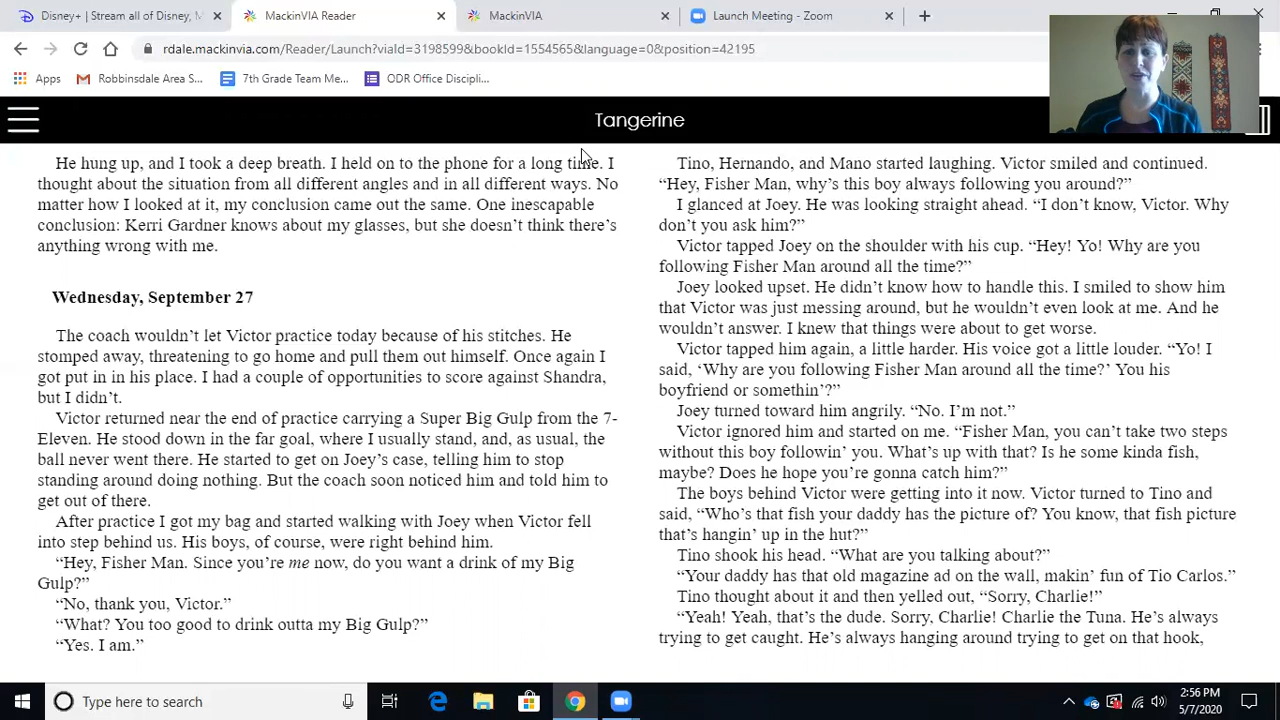 Disney+ | Stream all of Disney, M
MackinVIA Reader
MackinVIA
Launch Meeting - Zoom
rdale.mackinvia.com/Reader/Launch?viaId=3198599&bookId=1554565&language=0&position=42195
Apps
Robbinsdale Area S...
7th Grade Team Me...
ODR Office Discipli...
Tangerine
He hung up, and I took a deep breath. I held on to the phone for a long time. I
thought about the situation from all different angles and in all different ways. No
matter how I looked at it, my conclusion came out the same. One inescapable
conclusion: Kerri Gardner knows about my glasses, but she doesn’t think there’s
anything wrong with me.
Wednesday, September 27
The coach wouldn’t let Victor practice today because of his stitches. He
stomped away, threatening to go home and pull them out himself. Once again I
got put in in his place. I had a couple of opportunities to score against Shandra,
but I didn’t.
Victor returned near the end of practice carrying a Super Big Gulp from the 7-
Eleven. He stood down in the far goal, where I usually stand, and, as usual, the
ball never went there. He started to get on Joey’s case, telling him to stop
standing around doing nothing. But the coach soon noticed him and told him to
get out of there.
After practice I got my bag and started walking with Joey when Victor fell
into step behind us. His boys, of course, were right behind him.
“Hey, Fisher Man. Since you’re me now, do you want a drink of my Big
Gulp?”
“No, thank you, Victor.”
“What? You too good to drink outta my Big Gulp?”
“Yes. I am.”
Tino, Hernando, and Mano started laughing. Victor smiled and continued.
“Hey, Fisher Man, why’s this boy always following you around?”
I glanced at Joey. He was looking straight ahead. “I don’t know, Victor. Why
don’t you ask him?”
Victor tapped Joey on the shoulder with his cup. “Hey! Yo! Why are you
following Fisher Man around all the time?”
Joey looked upset. He didn’t know how to handle this. I smiled to show him
that Victor was just messing around, but he wouldn’t even look at me. And he
wouldn’t answer. I knew that things were about to get worse.
Victor tapped him again, a little harder. His voice got a little louder. “Yo! I
said, ‘Why are you following Fisher Man around all the time?’ You his
boyfriend or somethin’?”
Joey turned toward him angrily. “No. I’m not.”
Victor ignored him and started on me. “Fisher Man, you can’t take two steps
without this boy followin’ you. What’s up with that? Is he some kinda fish,
maybe? Does he hope you’re gonna catch him?”
The boys behind Victor were getting into it now. Victor turned to Tino and
said, “Who’s that fish your daddy has the picture of? You know, that fish picture
that’s hangin’ up in the hut?”
Tino shook his head. “What are you talking about?”
“Your daddy has that old magazine ad on the wall, makin’ fun of Tio Carlos.”
Tino thought about it and then yelled out, “Sorry, Charlie!”
“Yeah! Yeah, that’s the dude. Sorry, Charlie! Charlie the Tuna. He’s always
trying to get caught. He’s always hanging around trying to get on that hook,
Type here to search
2:56 PM
5/7/2020